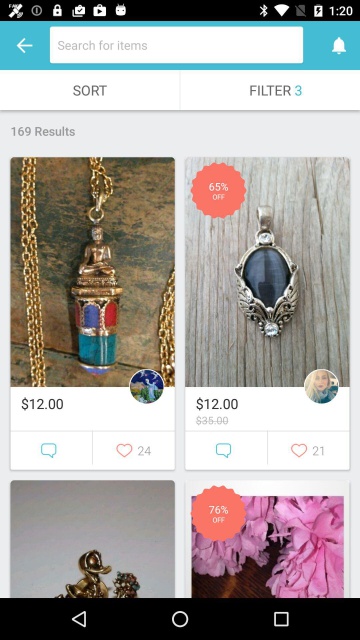 1:20
Search for items
SORT
FILTER 3
169 Results
65%
OFF
$12.00
$12.00
$35.00
24
21
76%
OFF